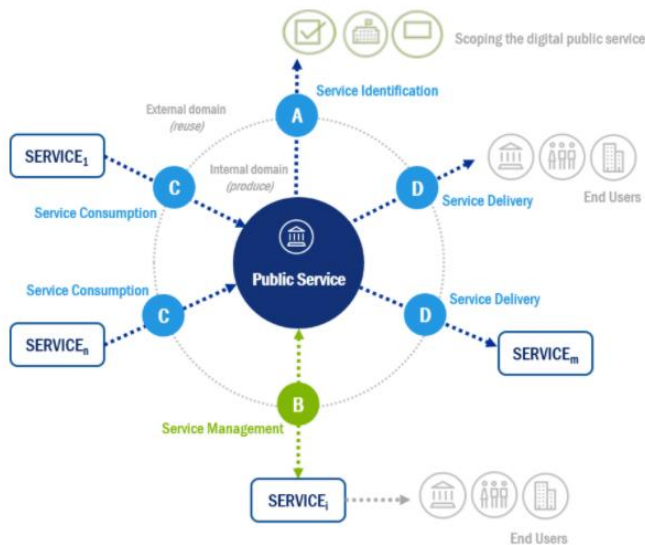 Scoping the digital public service
A
Service Identification
External domain
(reuse)
Internal domain
(produce)
SERVICE1
C
Service Consumption
D
Service Delivery
End Users
Public Service
Service Consumption
C
SERVICEn
Service Delivery
D
SERVICEm
B
Service Management
SERVICEi
End Users